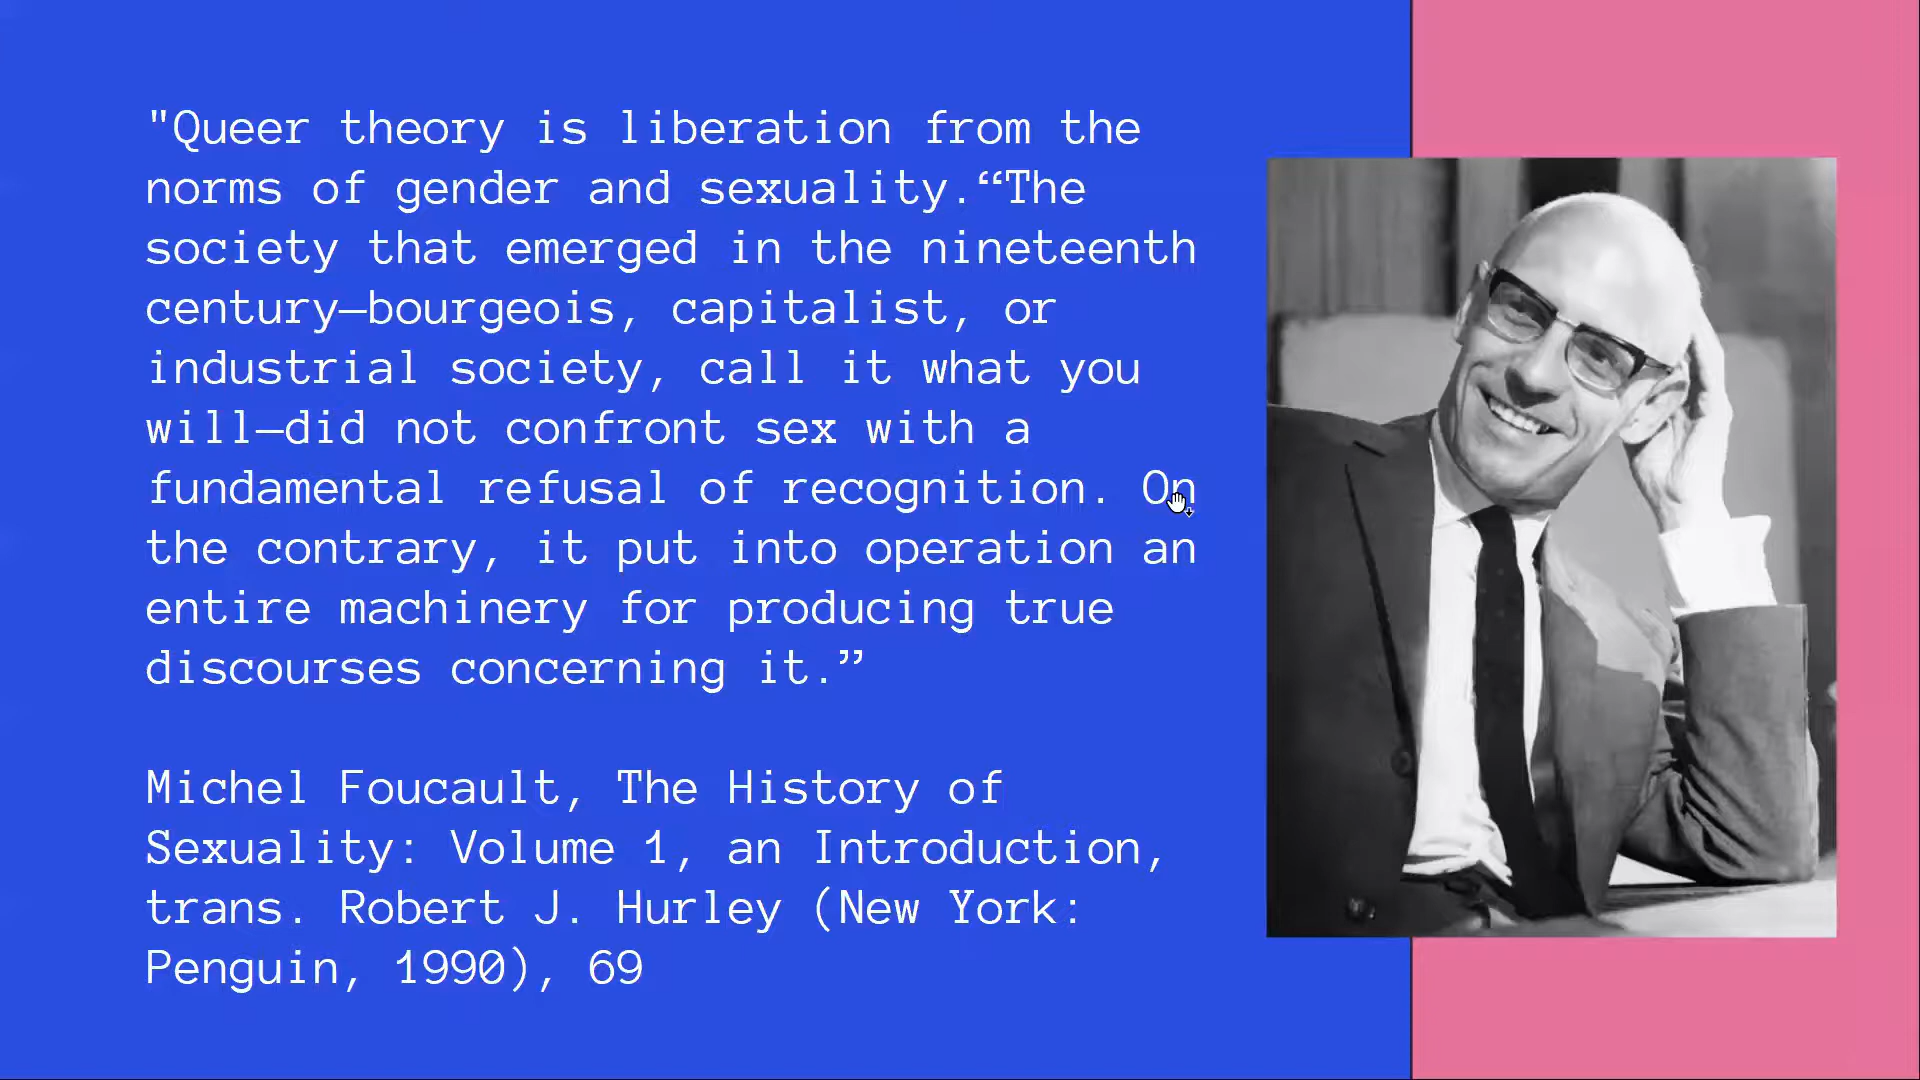 "Queer theory is liberation from the
norms of gender and sexuality.“The
society that emerged in the nineteenth
century—bourgeois, capitalist, or
industrial society, call it what you
will—did not confront sex with a
fundamental refusal of recognition. On
the contrary, it put into operation an
entire machinery for producing true
discourses concerning it.”
Michel Foucault, The History of
Sexuality: Volume 1, an Introduction,
trans. Robert J. Hurley (New York:
Penguin, 1990), 69